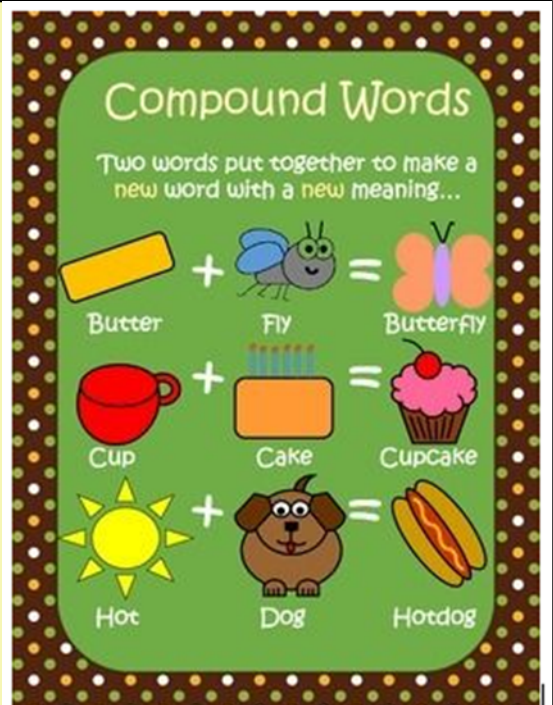 Compound Words
Two words put together to make a
new word with a new meaning...
+ =
Butter Fly Butterfly
+ =
Cup Cake Cupcake
+ =
Hot Dog Hotdog